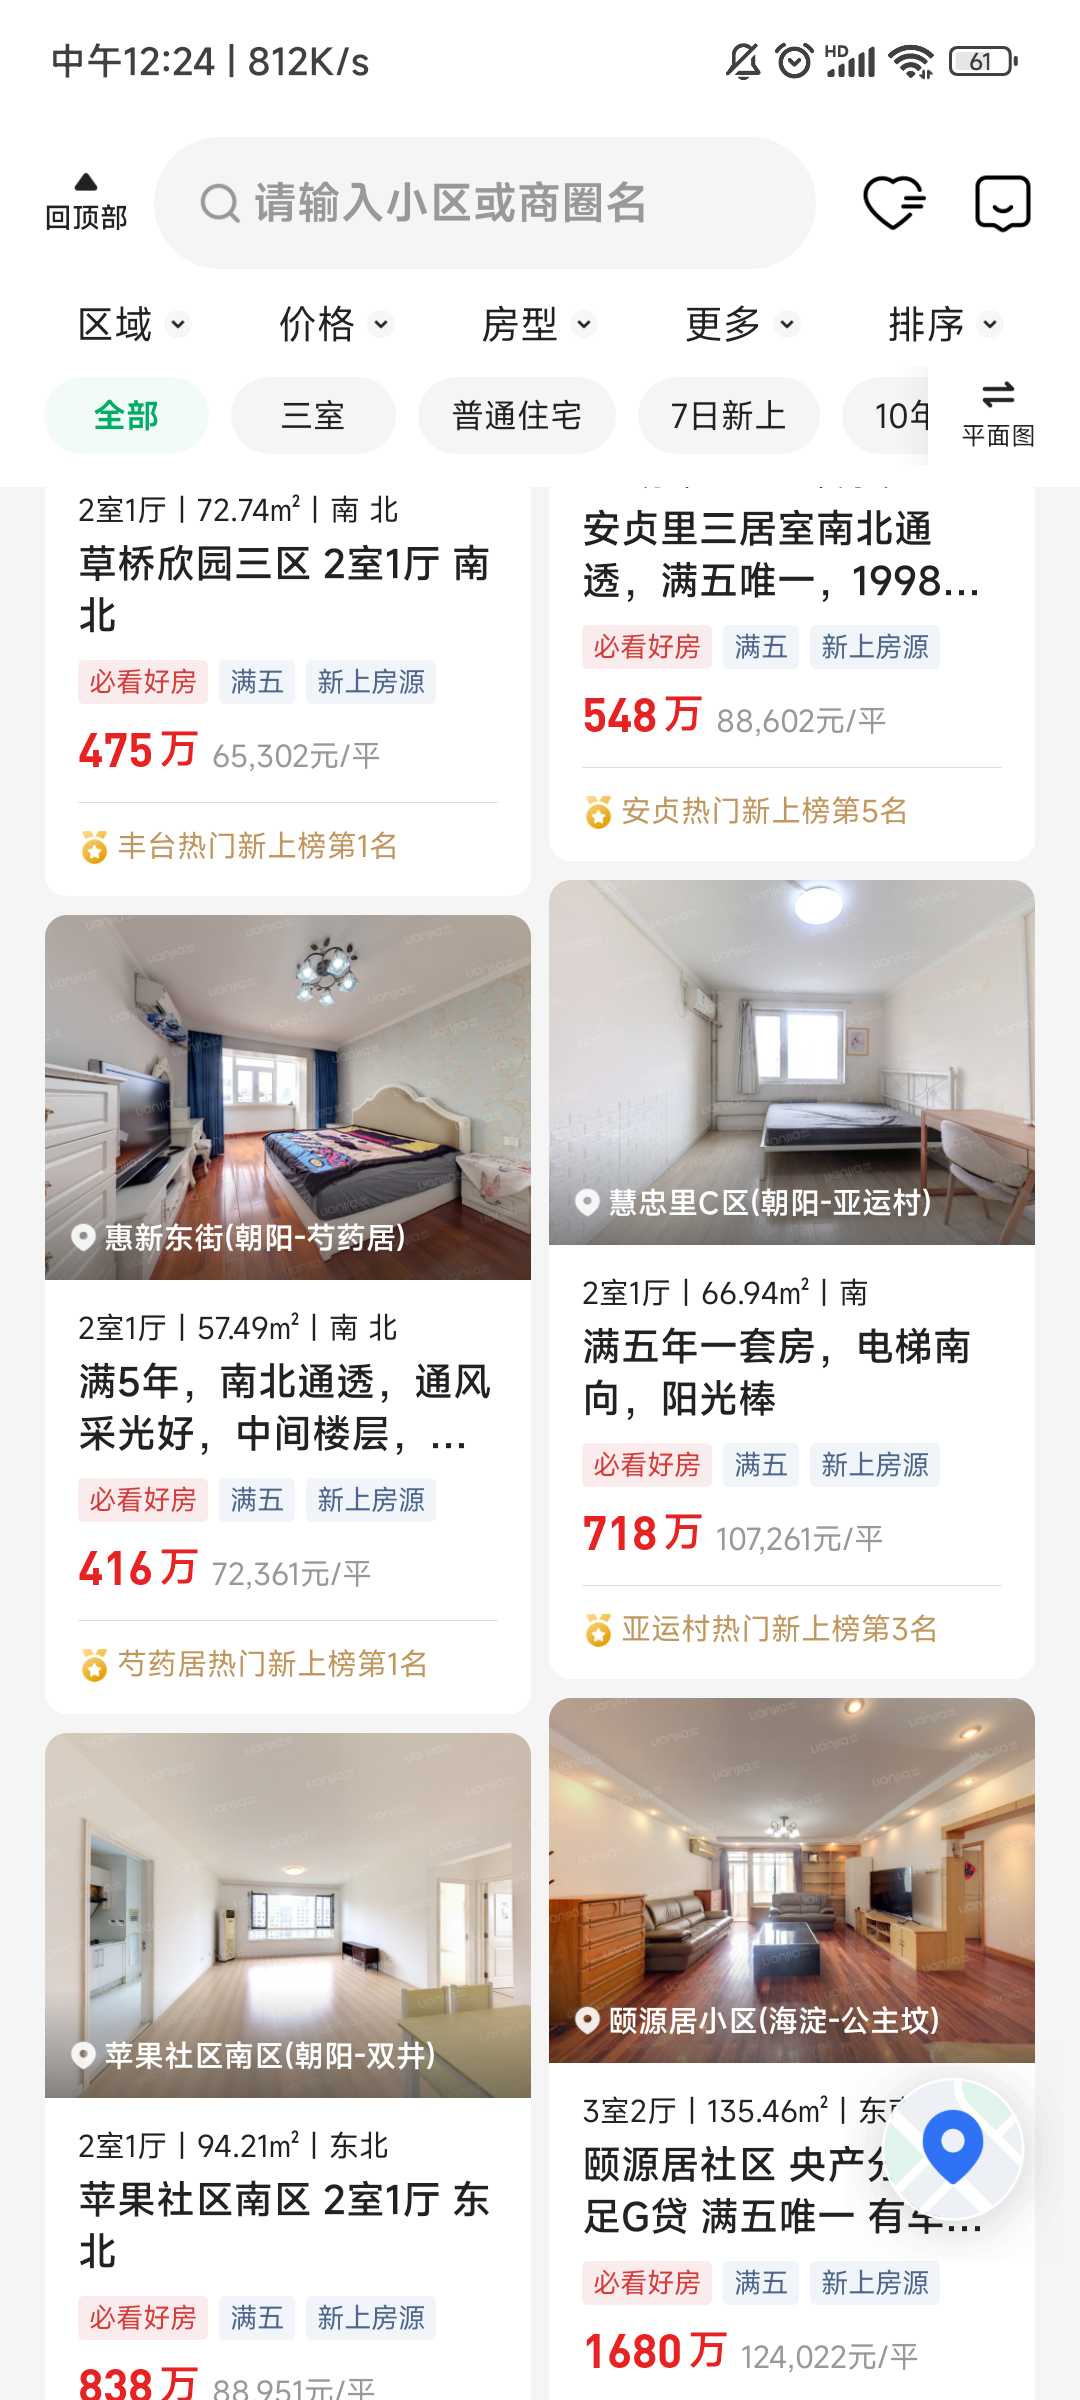 中午12:24 | 812K/s
HD
61
回顶部
请输入小区或商圈名
区域
价格
房型
更多
排序
全部
三室
普通住宅
7日新上
10年
平面图
2室1厅 | 72.74m² | 南 北
草桥欣园三区 2室1厅 南
北
必看好房 满五 新上房源
475万 65,302元/平
丰台热门新上榜第1名
惠新东街(朝阳-芍药居)
2室1厅 | 57.49m² | 南 北
满5年，南北通透，通风
采光好，中间楼层，...
必看好房 满五 新上房源
416万 72,361元/平
芍药居热门新上榜第1名
苹果社区南区(朝阳-双井)
2室1厅 | 94.21m² | 东北
苹果社区南区 2室1厅 东
北
必看好房 满五 新上房源
838万 88,951元/平
安贞里三居室南北通
透，满五唯一，1998...
必看好房 满五 新上房源
548万 88,602元/平
安贞热门新上榜第5名
慧忠里C区(朝阳-亚运村)
2室1厅 | 66.94m² | 南
满五年一套房，电梯南
向，阳光棒
必看好房 满五 新上房源
718万 107,261元/平
亚运村热门新上榜第3名
颐源居小区(海淀-公主坟)
3室2厅 | 135.46m² | 东
颐源居社区 央产
足G贷 满五唯一 有车...
必看好房 满五 新上房源
1680万 124,022元/平